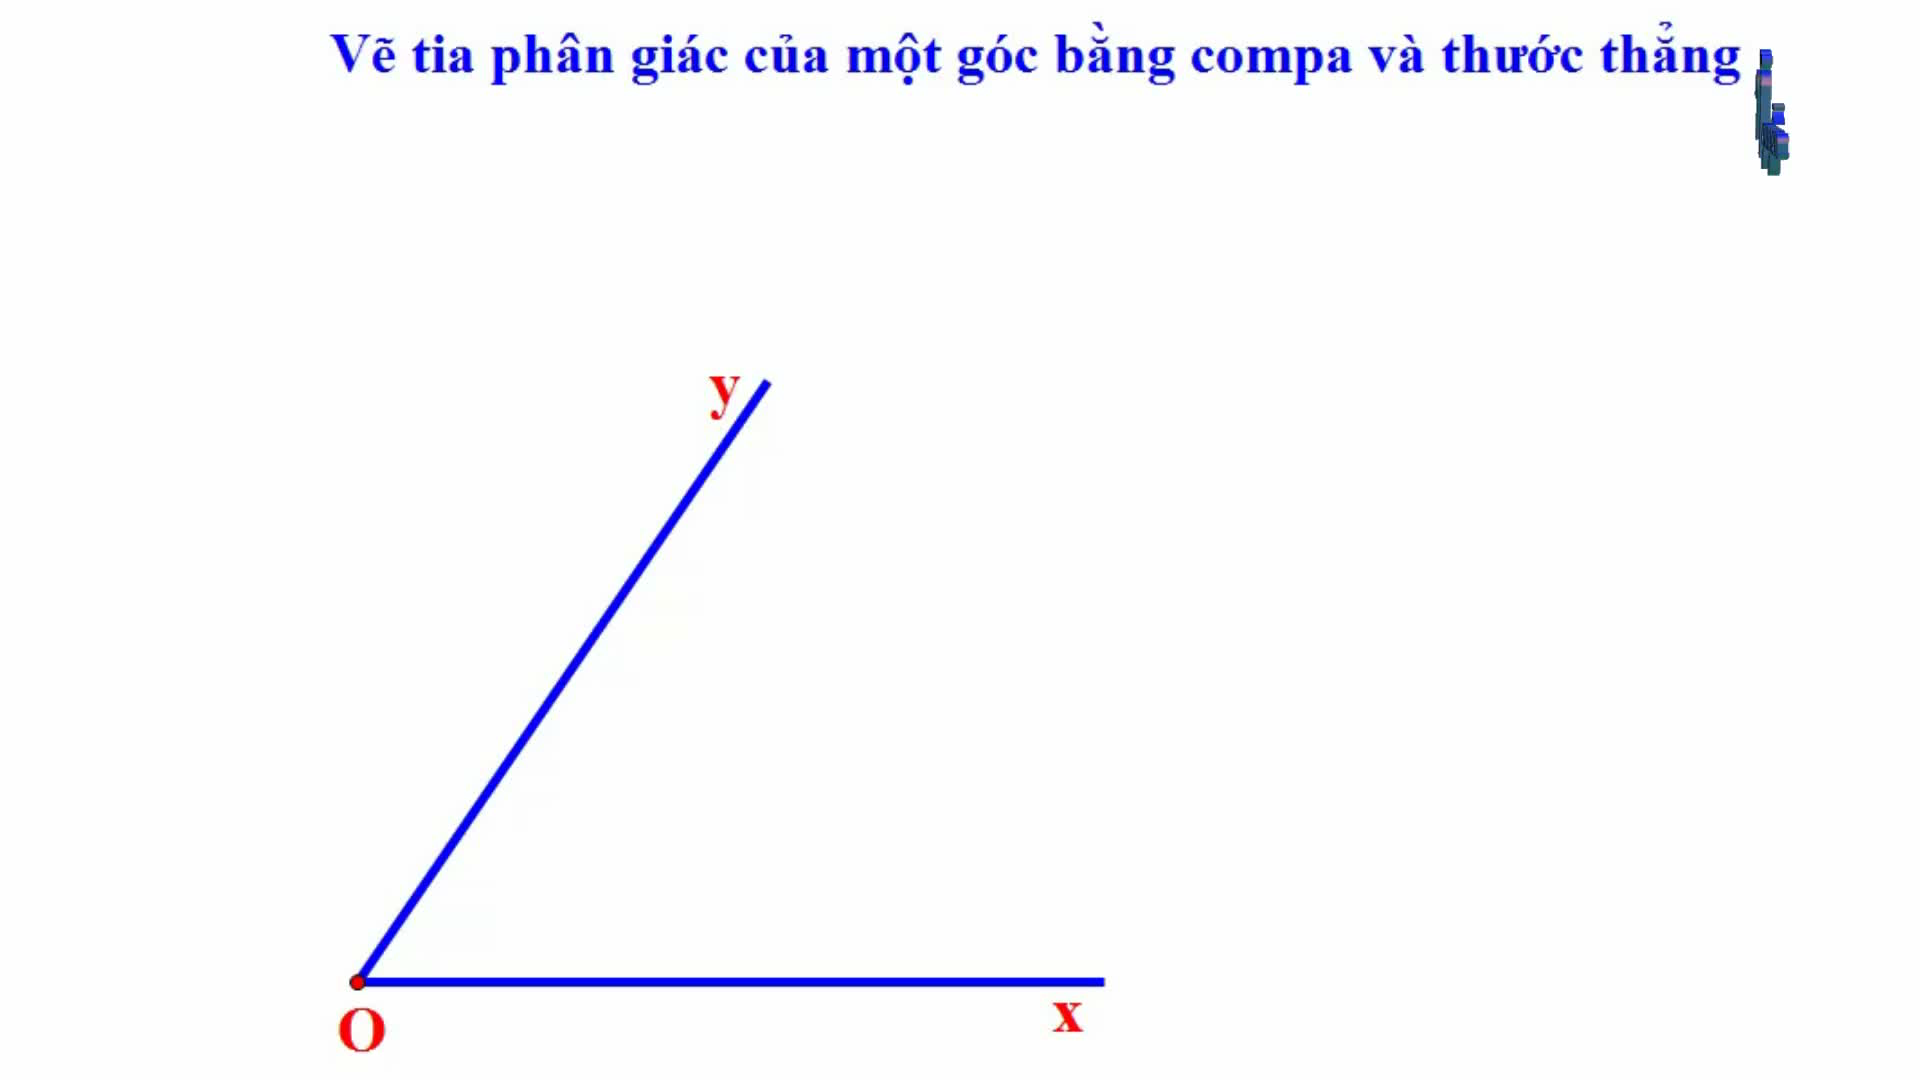 Vẽ tia phân giác của một góc bằng compa và thước thẳng
y
x
O